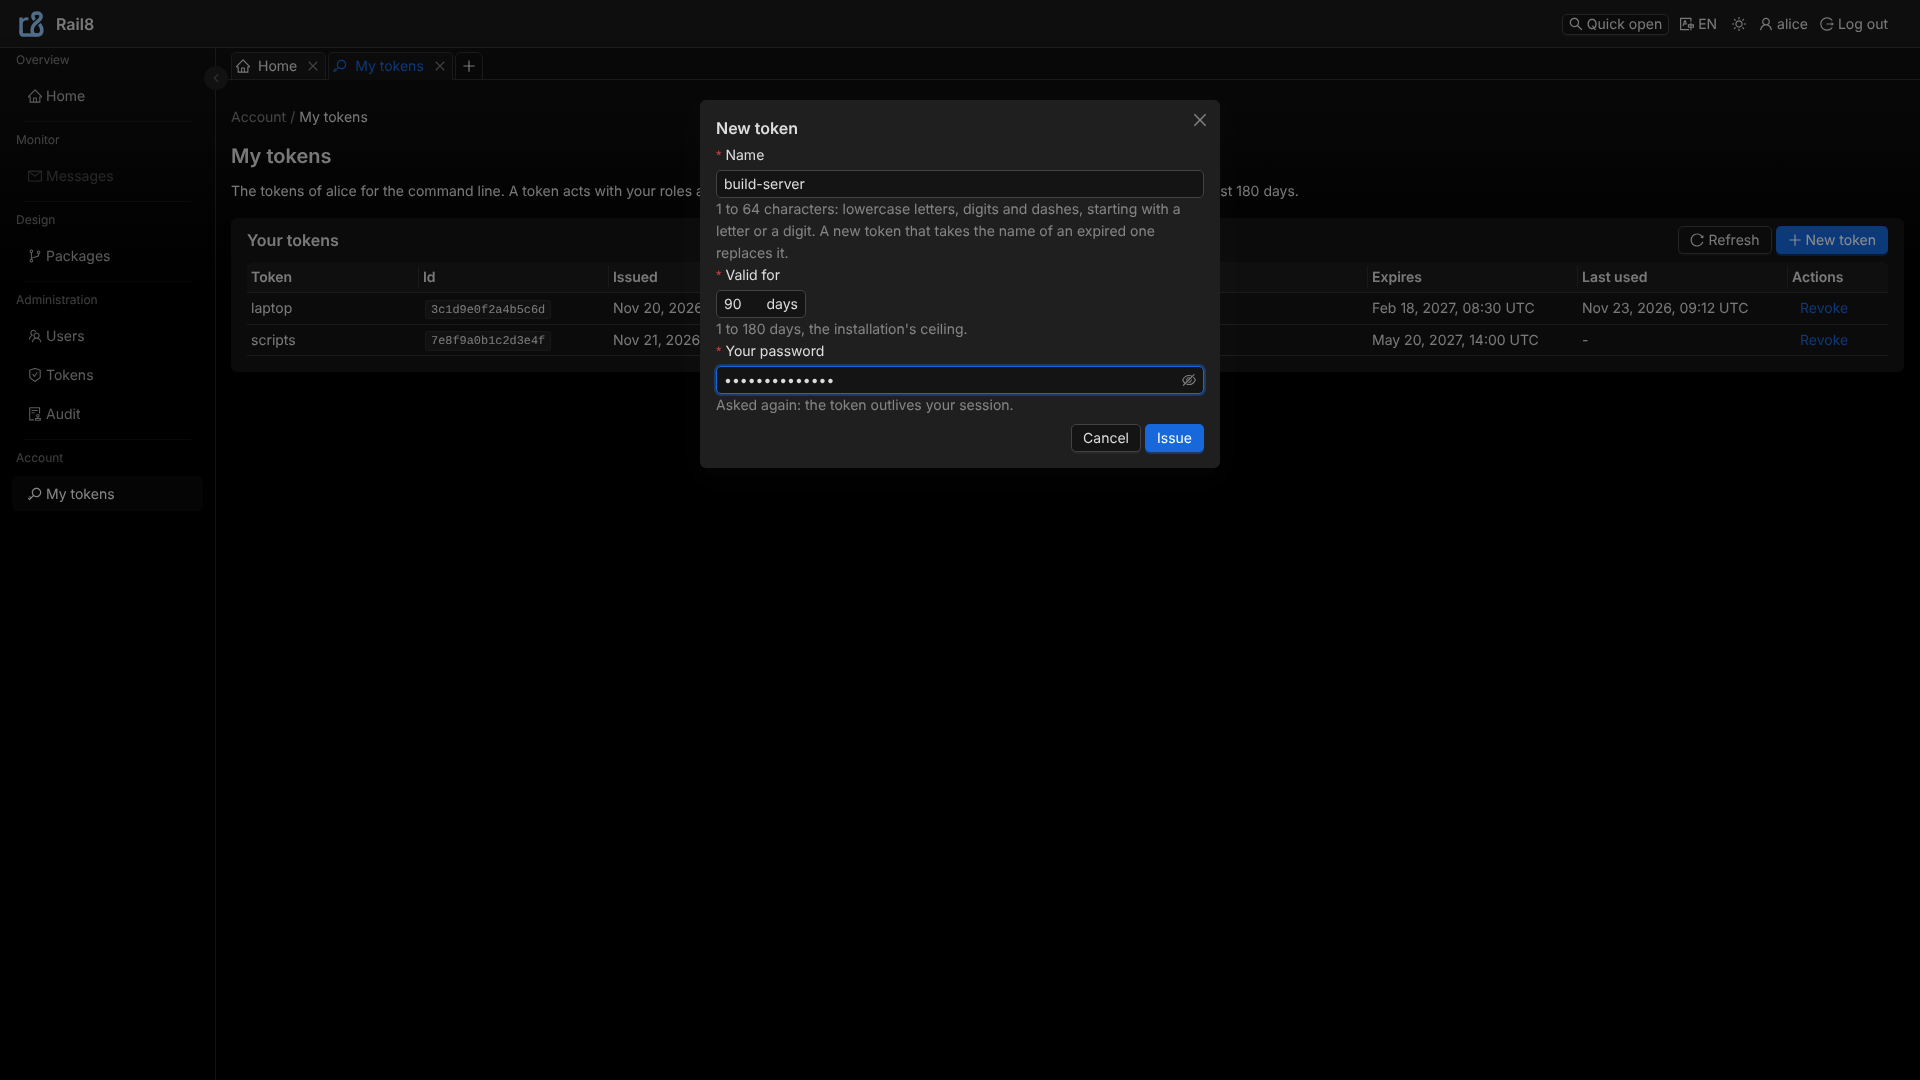 Rail8
Quick open
EN
alice
Log out
Overview
Home
Monitor
Messages
Design
Packages
Administration
Users
Tokens
Audit
Account
My tokens
Home
My tokens
Account / My tokens
My tokens
The tokens of alice for the command line. A token acts with your roles
st 180 days.
Your tokens
Refresh
New token
Token Id Issued Expires Last used Actions
laptop 3c1d9e0f2a4b5c6d Nov 20, 2026 Feb 18, 2027, 08:30 UTC Nov 23, 2026, 09:12 UTC Revoke
scripts 7e8f9a0b1c2d3e4f Nov 21, 2026 May 20, 2027, 14:00 UTC - Revoke
New token
* Name
build-server
1 to 64 characters: lowercase letters, digits and dashes, starting with a
letter or a digit. A new token that takes the name of an expired one
replaces it.
* Valid for
90 days
1 to 180 days, the installation's ceiling.
* Your password
••••••••••••••
Asked again: the token outlives your session.
Cancel
Issue